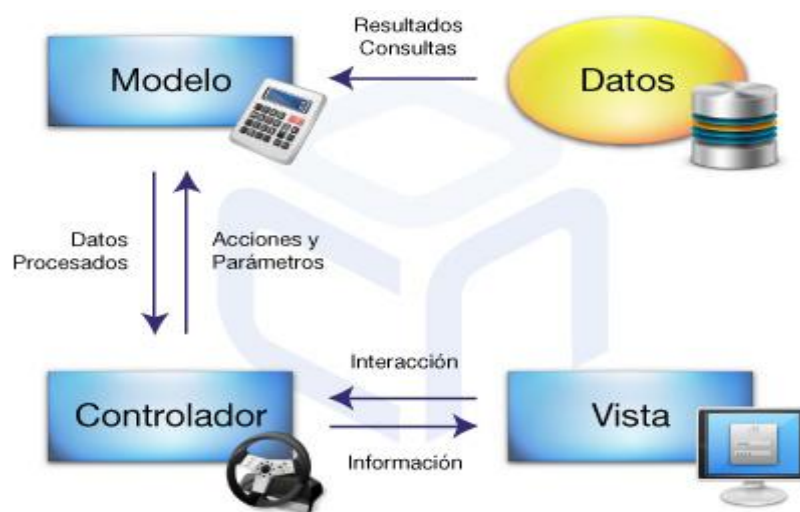 Resultados
Consultas
Modelo
Datos
Datos
Procesados
Acciones y
Parámetros
Interacción
Controlador
Vista
Información